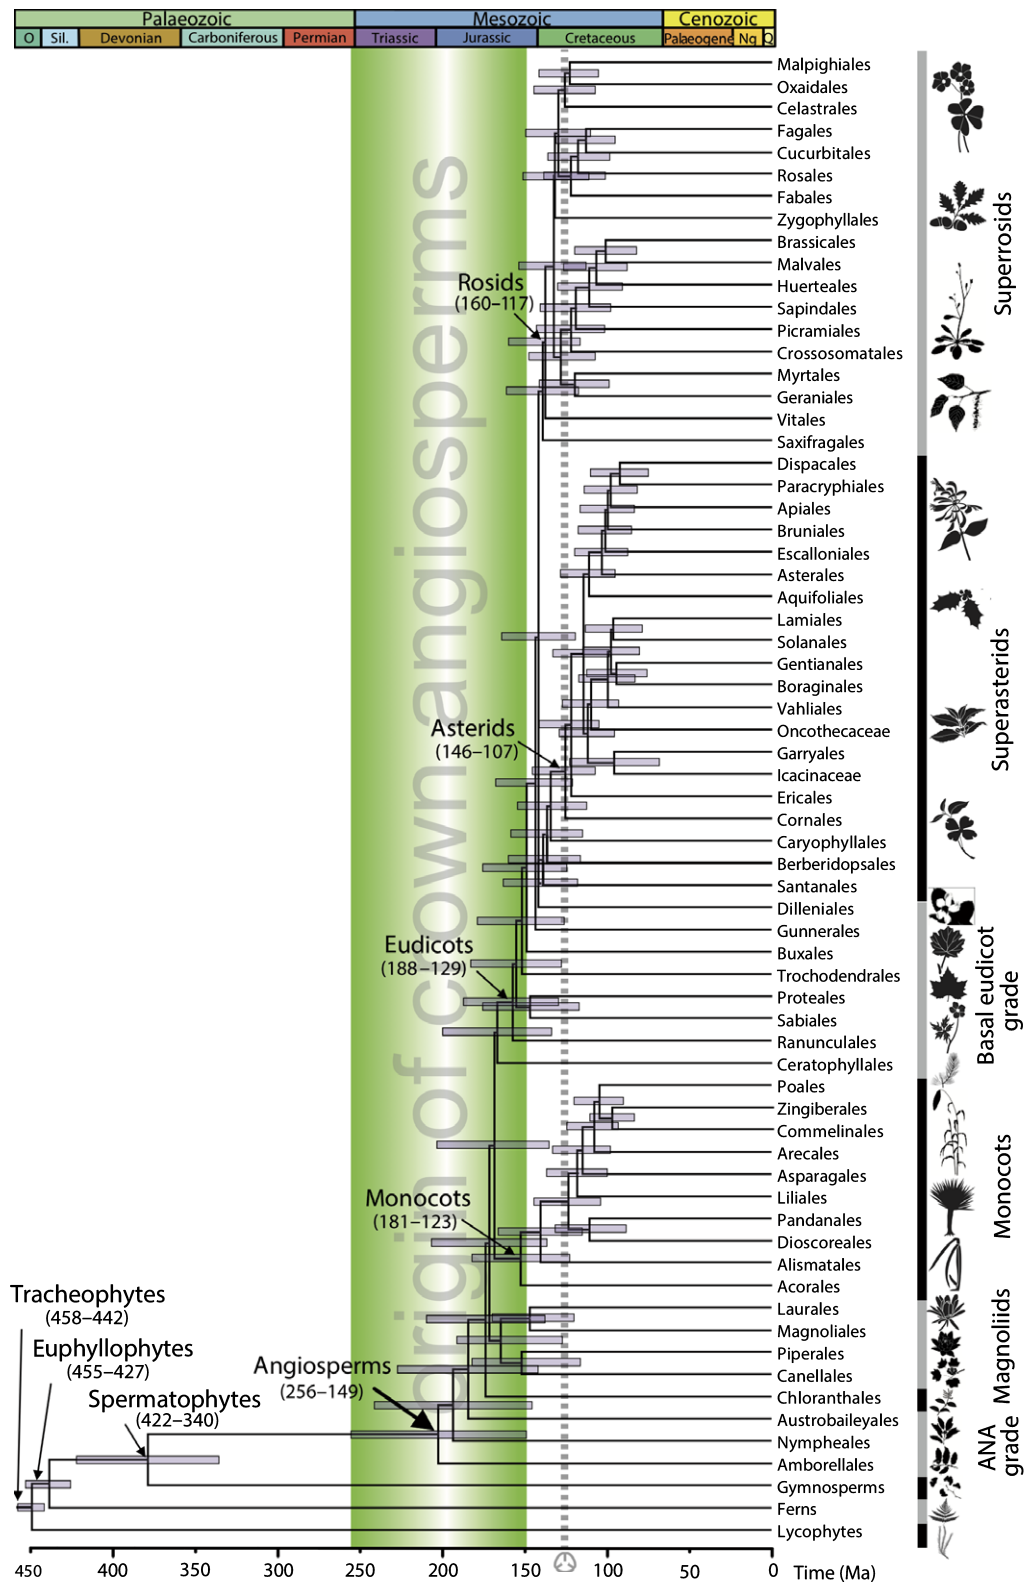 Palaeozoic Mesozoic Cenozoic
O Sil. Devonian Carboniferous Permian Triassic Jurassic Cretaceous Palaeogene Ng Q
Malpighiales
Oxaidales
Celastrales
Fagales
Cucurbitales
Rosales
Fabales
Zygophyllales
Brassicales
Malvales
Huerteales
Sapindales
Picramiales
Crossosomatales
Myrtales
Geraniales
Vitales
Saxifragales
Dispacales
Paracryphiales
Apiales
Bruniales
Escalloniales
Asterales
Aquifoliales
Lamiales
Solanales
Gentianales
Boraginales
Vahliales
Oncothecaceae
Garryales
Icacinaceae
Ericales
Cornales
Caryophyllales
Berberidopsales
Santanales
Dilleniales
Gunnerales
Buxales
Trochodendrales
Proteales
Sabiales
Ranunculales
Ceratophyllales
Poales
Zingiberales
Commelinales
Arecales
Asparagales
Liliales
Pandanales
Dioscoreales
Alismatales
Acorales
Laurales
Magnoliales
Piperales
Canellales
Chloranthales
Austrobaileyales
Nympheales
Amborellales
Gymnosperms
Ferns
Lycophytes
Superrosids
Superasterids
Basal eudicot
grade
Monocots
Magnoliids
ANA
grade
Origin of crown angiosperms
Rosids
(160–117)
Asterids
(146–107)
Eudicots
(188–129)
Monocots
(181–123)
Angiosperms
(256–149)
Tracheophytes
(458–442)
Euphyllophytes
(455–427)
Spermatophytes
(422–340)
450 400 350 300 250 200 150 100 50 0 Time (Ma)